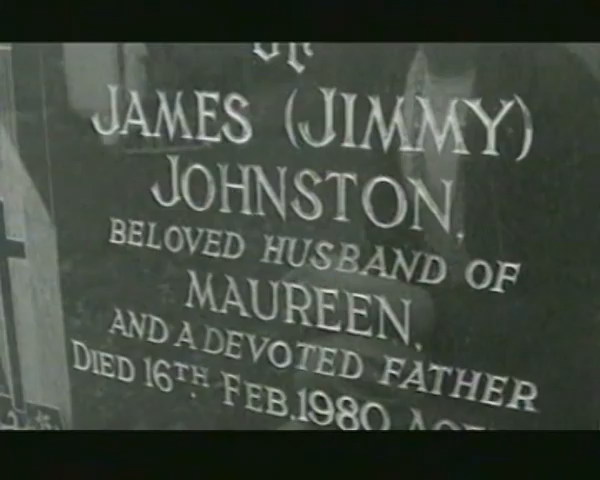 JAMES (JIMMY)
JOHNSTON,
BELOVED HUSBAND OF
MAUREEN,
AND A DEVOTED FATHER
DIED 16TH FEB. 1980